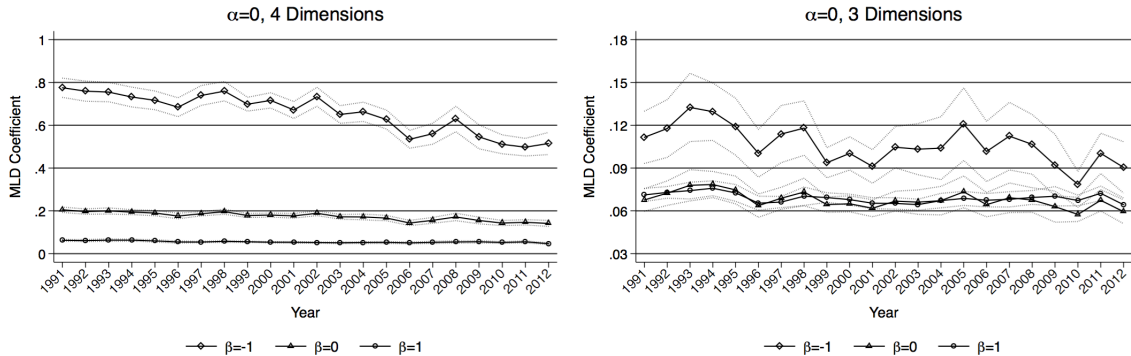 α=0, 4 Dimensions
MLD Coefficient
1
.8
.6
.4
.2
0
1991 1992 1993 1994 1995 1996 1997 1998 1999 2000 2001 2002 2003 2004 2005 2006 2007 2008 2009 2010 2011 2012
Year
β=-1 β=0 β=1
α=0, 3 Dimensions
MLD Coefficient
.18
.15
.12
.09
.06
.03
1991 1992 1993 1994 1995 1996 1997 1998 1999 2000 2001 2002 2003 2004 2005 2006 2007 2008 2009 2010 2011 2012
Year
β=-1 β=0 β=1